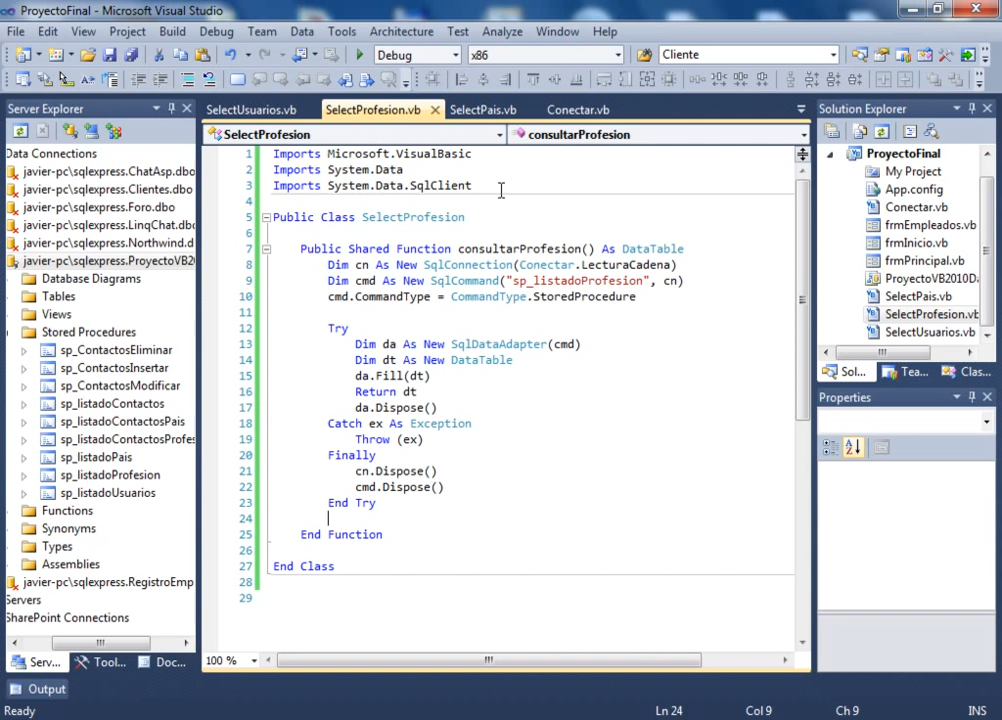 ProyectoFinal - Microsoft Visual Studio
File Edit View Project Build Debug Team Data Tools Architecture Test Analyze Window Help
Debug x86 Cliente
Server Explorer
Data Connections
javier-pc\sqlexpress.ChatAsp.dbo
javier-pc\sqlexpress.Clientes.dbo
javier-pc\sqlexpress.Foro.dbo
javier-pc\sqlexpress.LinqChat.dbo
javier-pc\sqlexpress.Northwind.d
javier-pc\sqlexpress.ProyectoVB20
Database Diagrams
Tables
Views
Stored Procedures
sp_ContactosEliminar
sp_ContactosInsertar
sp_ContactosModificar
sp_listadoContactos
sp_listadoContactosPais
sp_listadoContactosProfes
sp_listadoPais
sp_listadoProfesion
sp_listadoUsuarios
Functions
Synonyms
Types
Assemblies
javier-pc\sqlexpress.RegistroEmp
Servers
SharePoint Connections
Serv... Tool... Doc...
SelectUsuarios.vb SelectProfesion.vb SelectPais.vb Conectar.vb
SelectProfesion consultarProfesion
1 Imports Microsoft.VisualBasic
2 Imports System.Data
3 Imports System.Data.SqlClient
4
5 Public Class SelectProfesion
6
7 Public Shared Function consultarProfesion() As DataTable
8 Dim cn As New SqlConnection(Conectar.LecturaCadena)
9 Dim cmd As New SqlCommand("sp_listadoProfesion", cn)
10 cmd.CommandType = CommandType.StoredProcedure
11
12 Try
13 Dim da As New SqlDataAdapter(cmd)
14 Dim dt As New DataTable
15 da.Fill(dt)
16 Return dt
17 da.Dispose()
18 Catch ex As Exception
19 Throw (ex)
20 Finally
21 cn.Dispose()
22 cmd.Dispose()
23 End Try
24
25 End Function
26
27 End Class
28
29
100 %
Solution Explorer
ProyectoFinal
My Project
App.config
Conectar.vb
frmEmpleados.vb
frmInicio.vb
frmPrincipal.vb
ProyectoVB2010Da
SelectPais.vb
SelectProfesion.vb
SelectUsuarios.vb
Sol... Tea... Clas...
Properties
Output
Ready Ln 24 Col 9 Ch 9 INS